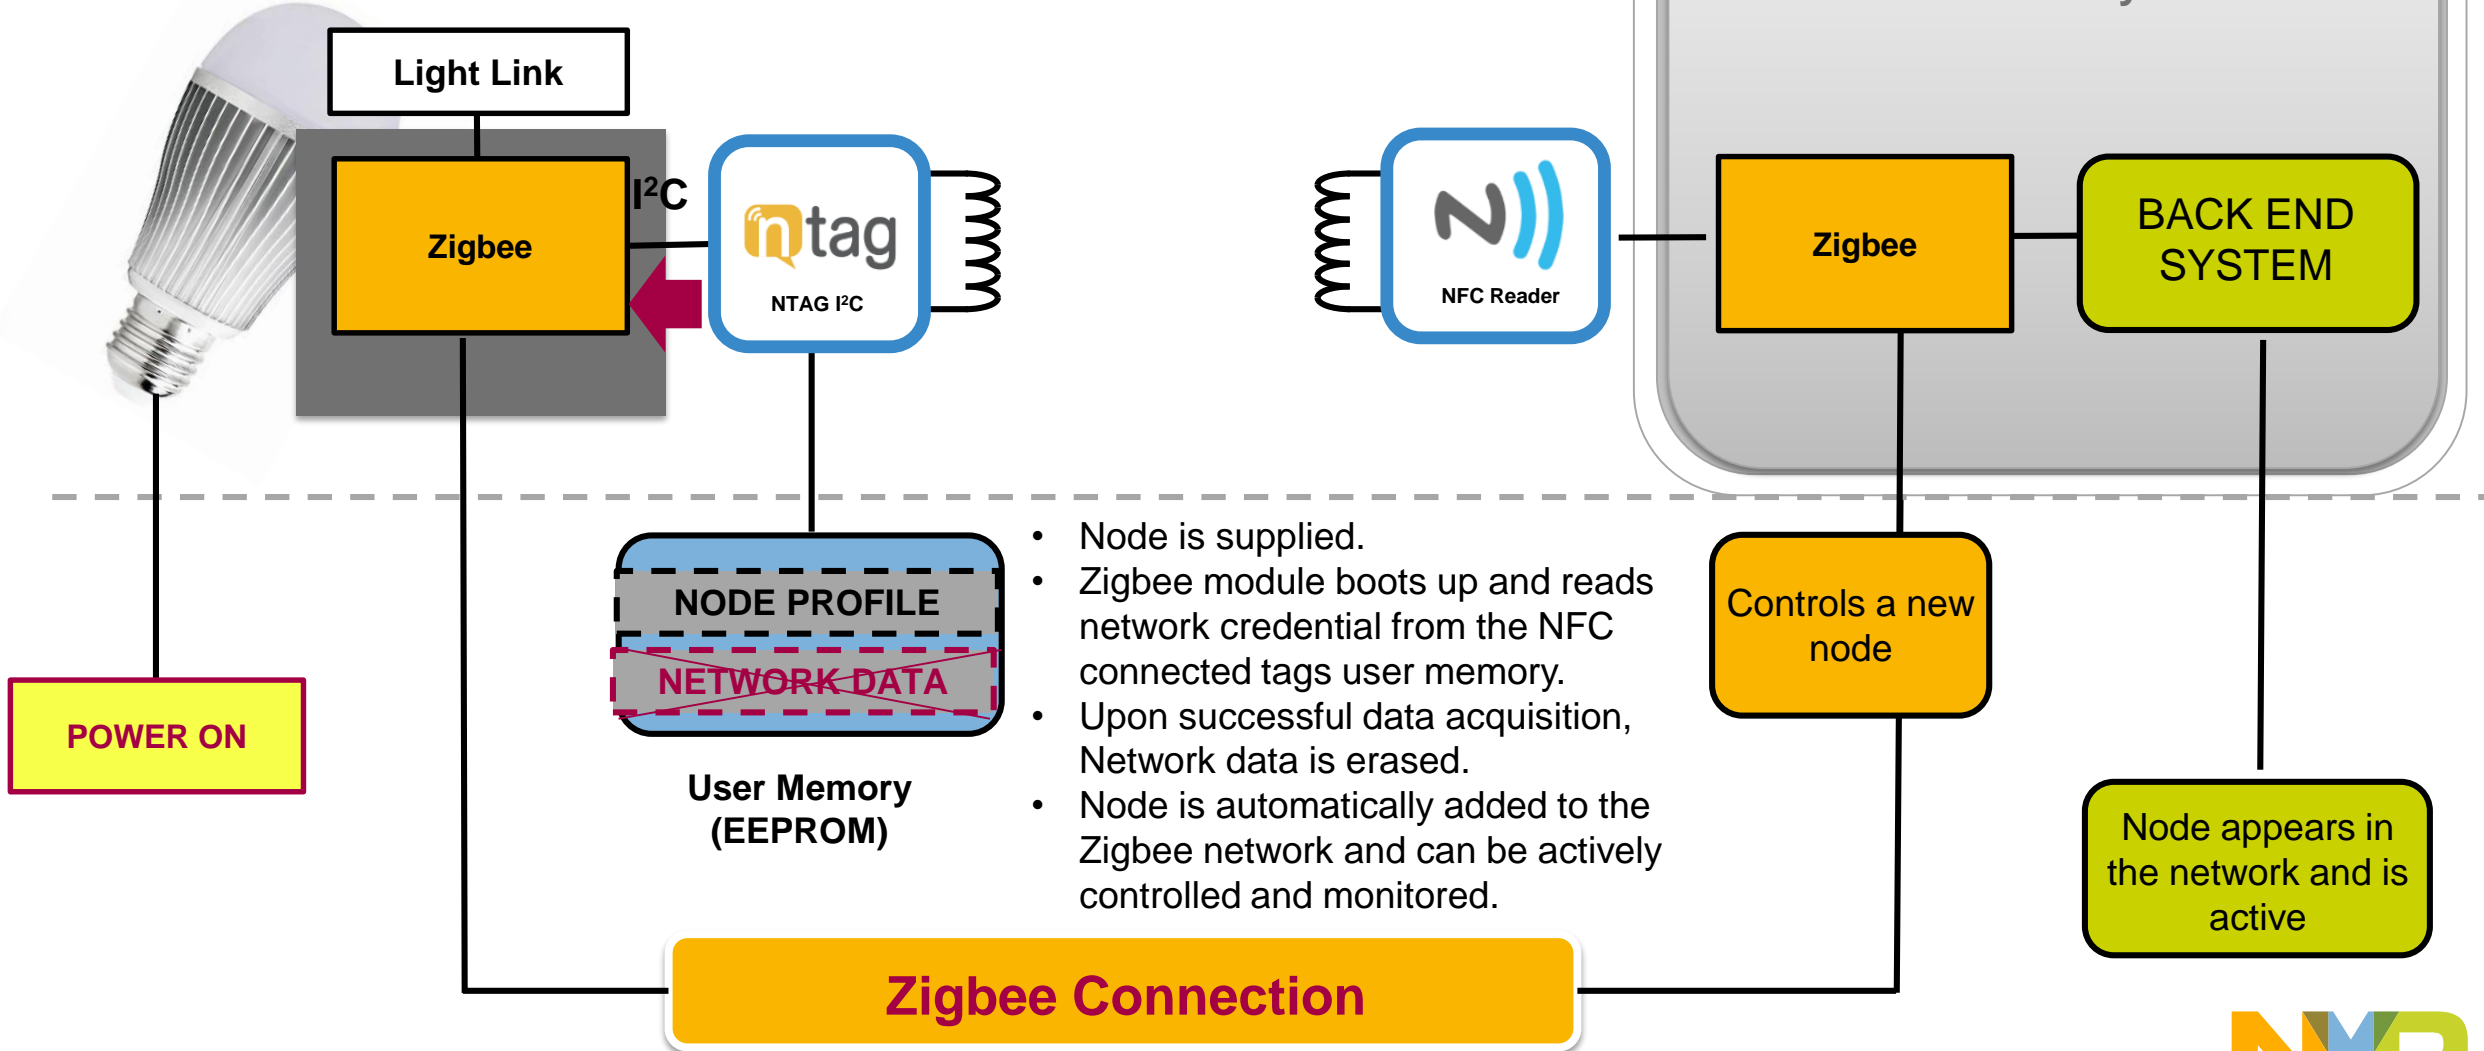 Light Link
Zigbee
I²C
ntag
NTAG I²C
NFC Reader
Zigbee
BACK END
SYSTEM
NODE PROFILE
NETWORK DATA
User Memory
(EEPROM)
POWER ON
• Node is supplied.
• Zigbee module boots up and reads
network credential from the NFC
connected tags user memory.
• Upon successful data acquisition,
Network data is erased.
• Node is automatically added to the
Zigbee network and can be actively
controlled and monitored.
Controls a new
node
Node appears in
the network and is
active
Zigbee Connection